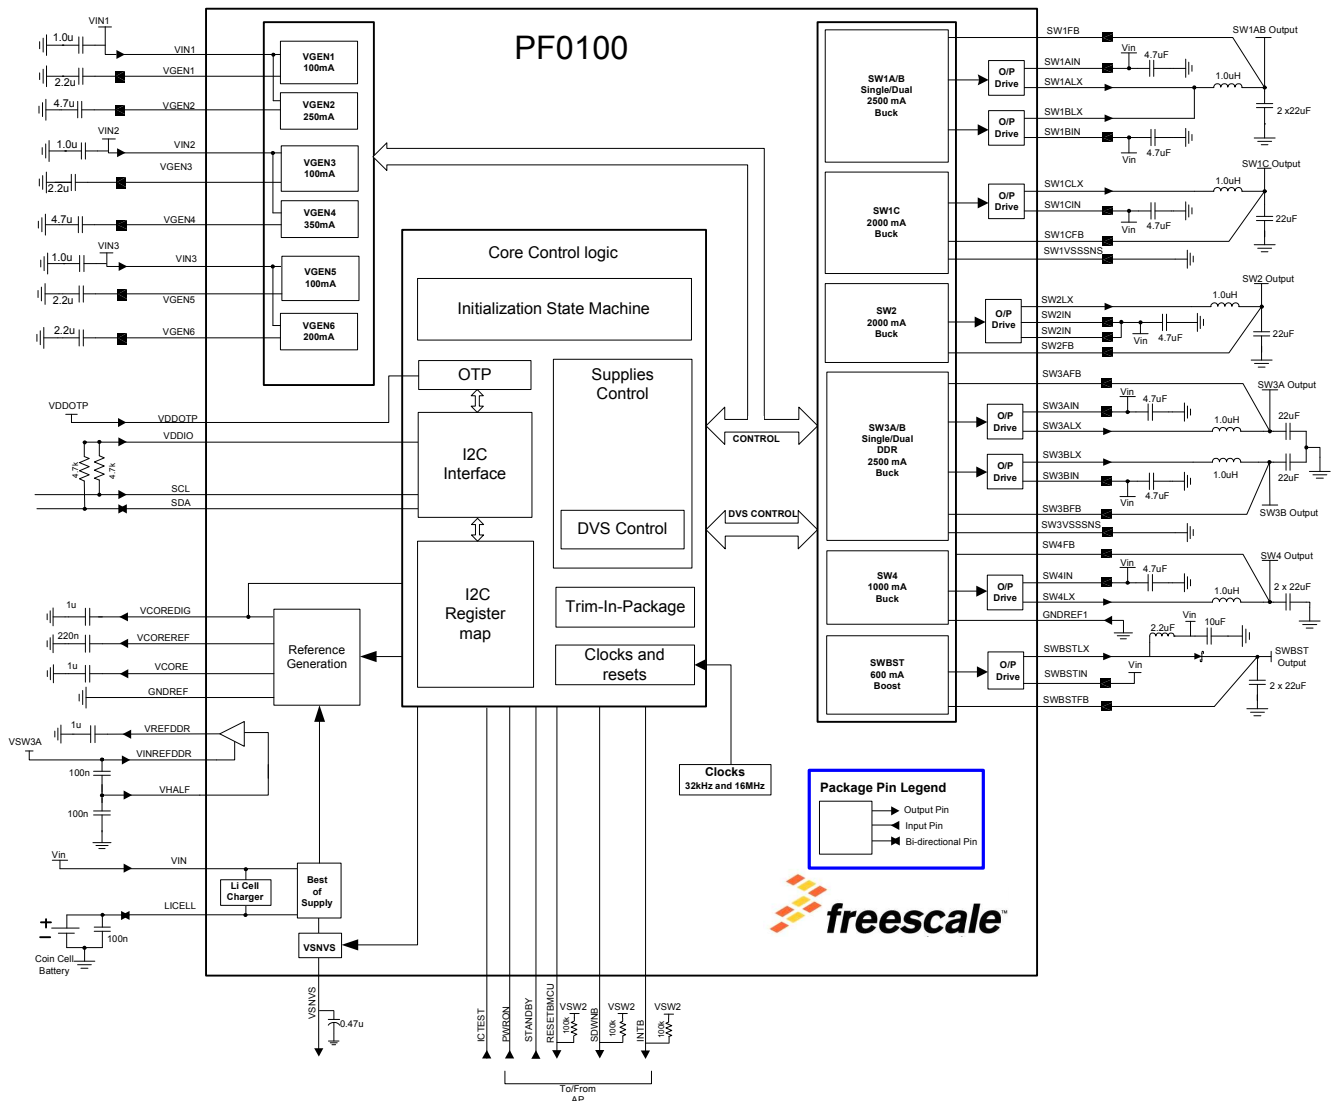 PF0100
VIN1
1.0u
VIN1
VGEN1
2.2u
VGEN1
100mA
4.7u
VGEN2
VGEN2
250mA
VIN2
1.0u
VIN2
VGEN3
2.2u
VGEN3
100mA
4.7u
VGEN4
VGEN4
350mA
VIN3
1.0u
VIN3
VGEN5
100mA
2.2u
VGEN5
2.2u
VGEN6
VGEN6
200mA
VDDOTP
VDDOTP
VDDIO
4.7k
4.7k
SCL
SDA
1u
VCOREDIG
220n
VCOREREF
1u
VCORE
GNDREF
1u
VREFDDR
VSW3A
VINREFDDR
100n
VHALF
100n
Vin
VIN
LICELL
100n
Coin Cell
Battery
+
−
Li Cell
Charger
Best
of
Supply
VSNVS
VSNVS
0.47u
Reference
Generation
Core Control logic
Initialization State Machine
OTP
I2C
Interface
I2C
Register
map
Supplies
Control
DVS Control
Trim-In-Package
Clocks and
resets
Clocks
32kHz and 16MHz
CONTROL
DVS CONTROL
ICTEST
PWRON
STANDBY
RESETBMCU
VSW2
100k
SDWNB
VSW2
100k
INTB
VSW2
100k
To/From
AP
SW1A/B
Single/Dual
2500 mA
Buck
O/P
Drive
O/P
Drive
SW1FB
SW1AIN
Vin
4.7uF
SW1ALX
SW1BLX
SW1BIN
Vin
4.7uF
1.0uH
SW1AB Output
2 x22uF
SW1C
2000 mA
Buck
O/P
Drive
SW1CLX
SW1CIN
Vin
4.7uF
SW1CFB
SW1VSSSNS
1.0uH
SW1C Output
22uF
SW2
2000 mA
Buck
O/P
Drive
SW2LX
SW2IN
SW2IN
SW2FB
Vin
4.7uF
1.0uH
SW2 Output
22uF
SW3A/B
Single/Dual
DDR
2500 mA
Buck
O/P
Drive
O/P
Drive
SW3AFB
SW3AIN
Vin
4.7uF
SW3ALX
1.0uH
SW3A Output
22uF
SW3BLX
1.0uH
22uF
SW3BIN
Vin
4.7uF
SW3BFB
SW3B Output
SW3VSSSNS
SW4
1000 mA
Buck
O/P
Drive
SW4FB
SW4IN
Vin
4.7uF
SW4LX
1.0uH
SW4 Output
2 x 22uF
GNDREF1
SWBST
600 mA
Boost
O/P
Drive
SWBSTLX
2.2uF
Vin
10uF
SWBSTIN
Vin
SWBSTFB
SWBST
Output
2 x 22uF
Package Pin Legend
Output Pin
Input Pin
Bi-directional Pin
freescale™